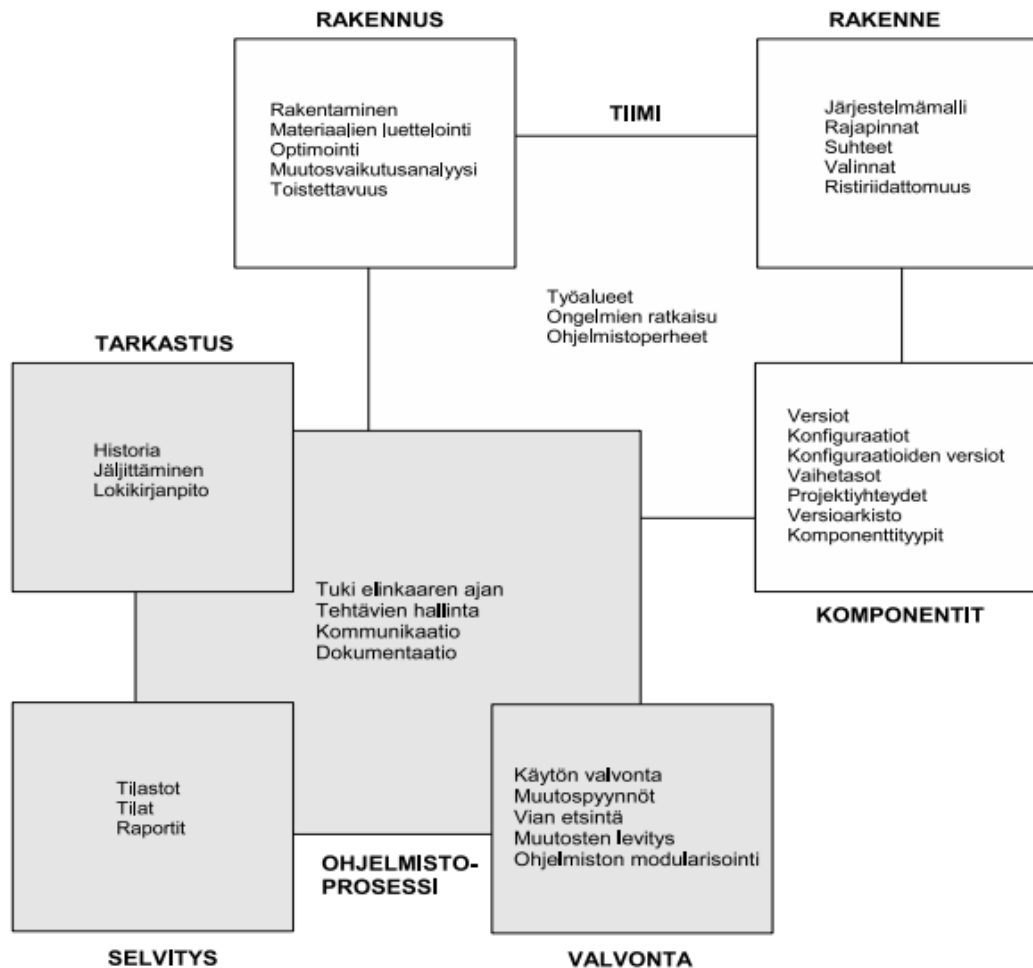 RAKENNUS
Rakentaminen
Materiaalien luettelointi
Optimointi
Muutosvaikutusanalyysi
Toistettavuus
TIIMI
Työalueet
Ongelmien ratkaisu
Ohjelmistoperheet
RAKENNE
Järjestelmämalli
Rajapinnat
Suhteet
Valinnat
Ristiriidattomuus
TARKASTUS
Historia
Jäljittäminen
Lokikirjanpito
Versiot
Konfiguraatiot
Konfiguraatioiden versiot
Vaihetasot
Projektiyhteydet
Versioarkisto
Komponenttityypit
KOMPONENTIT
Tuki elinkaaren ajan
Tehtävien hallinta
Kommunikaatio
Dokumentaatio
OHJELMISTO-
PROSESSI
Tilastot
Tilat
Raportit
SELVITYS
Käytön valvonta
Muutospyynnöt
Vian etsintä
Muutosten levitys
Ohjelmiston modularisointi
VALVONTA